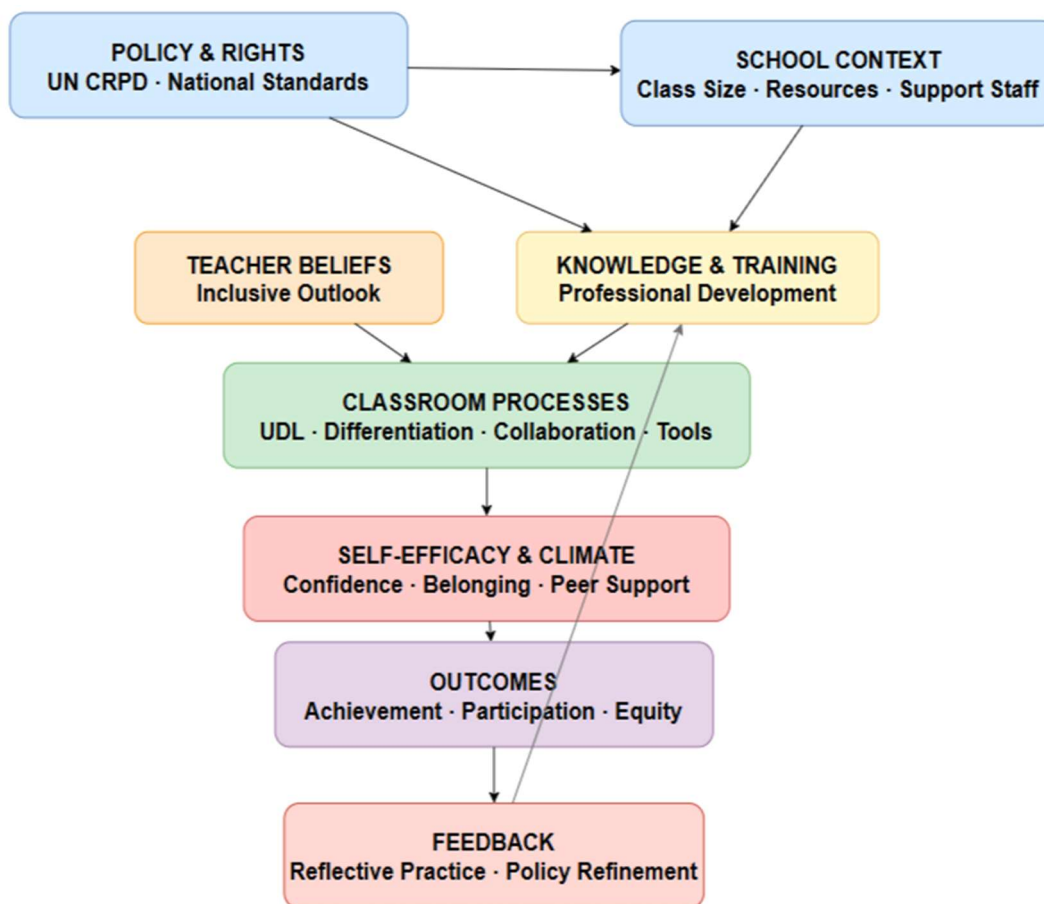 POLICY & RIGHTS
UN CRPD · National Standards
SCHOOL CONTEXT
Class Size · Resources · Support Staff
TEACHER BELIEFS
Inclusive Outlook
KNOWLEDGE & TRAINING
Professional Development
CLASSROOM PROCESSES
UDL · Differentiation · Collaboration · Tools
SELF-EFFICACY & CLIMATE
Confidence · Belonging · Peer Support
OUTCOMES
Achievement · Participation · Equity
FEEDBACK
Reflective Practice · Policy Refinement